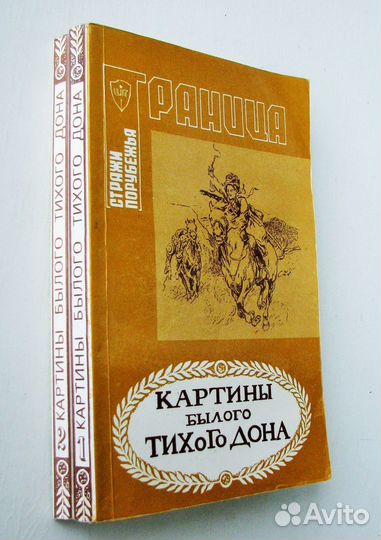 ГРАНИЦА
СТРАЖИ
ПОРУБЕЖЬЯ
КАРТИНЫ
БЫЛОГО
ТИХОГО ДОНА
2 КАРТИНЫ БЫЛОГО ТИХОГО ДОНА
1 КАРТИНЫ БЫЛОГО ТИХОГО ДОНА
Avito